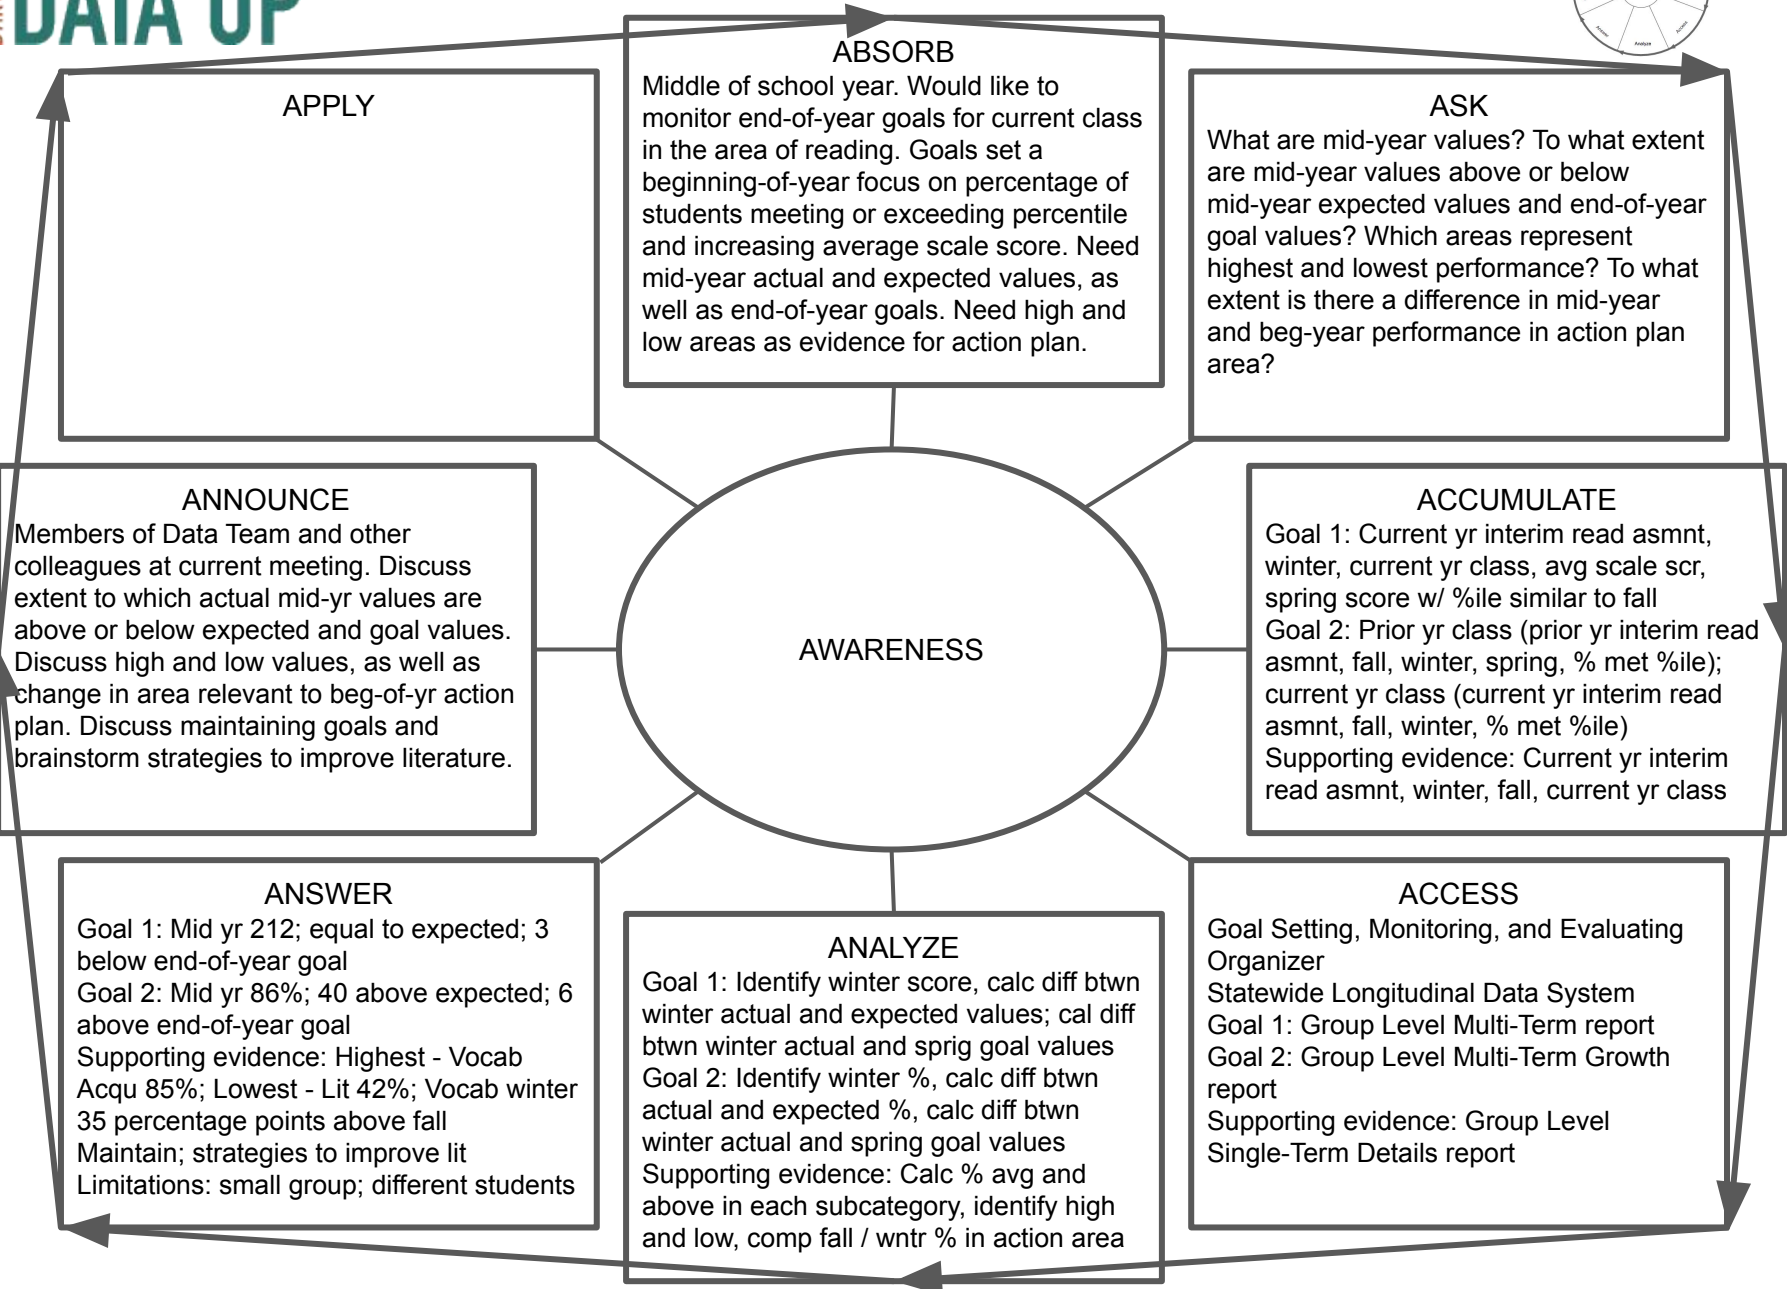 DATA UP
ABSORB
Middle of school year. Would like to
monitor end-of-year goals for current class
in the area of reading. Goals set a
beginning-of-year focus on percentage of
students meeting or exceeding percentile
and increasing average scale score. Need
mid-year actual and expected values, as
well as end-of-year goals. Need high and
low areas as evidence for action plan.
ASK
What are mid-year values? To what extent
are mid-year values above or below
mid-year expected values and end-of-year
goal values? Which areas represent
highest and lowest performance? To what
extent is there a difference in mid-year
and beg-year performance in action plan
area?
ACCUMULATE
Goal 1: Current yr interim read asmnt,
winter, current yr class, avg scale scr,
spring score w/ %ile similar to fall
Goal 2: Prior yr class (prior yr interim read
asmnt, fall, winter, spring, % met %ile);
current yr class (current yr interim read
asmnt, fall, winter, % met %ile)
Supporting evidence: Current yr interim
read asmnt, winter, fall, current yr class
ACCESS
Goal Setting, Monitoring, and Evaluating
Organizer
Statewide Longitudinal Data System
Goal 1: Group Level Multi-Term report
Goal 2: Group Level Multi-Term Growth
report
Supporting evidence: Group Level
Single-Term Details report
ANALYZE
Goal 1: Identify winter score, calc diff btwn
winter actual and expected values; cal diff
btwn winter actual and sprig goal values
Goal 2: Identify winter %, calc diff btwn
actual and expected %, calc diff btwn
winter actual and spring goal values
Supporting evidence: Calc % avg and
above in each subcategory, identify high
and low, comp fall / wntr % in action area
ANSWER
Goal 1: Mid yr 212; equal to expected; 3
below end-of-year goal
Goal 2: Mid yr 86%; 40 above expected; 6
above end-of-year goal
Supporting evidence: Highest - Vocab
Acqu 85%; Lowest - Lit 42%; Vocab winter
35 percentage points above fall
Maintain; strategies to improve lit
Limitations: small group; different students
ANNOUNCE
Members of Data Team and other
colleagues at current meeting. Discuss
extent to which actual mid-yr values are
above or below expected and goal values.
Discuss high and low values, as well as
change in area relevant to beg-of-yr action
plan. Discuss maintaining goals and
brainstorm strategies to improve literature.
APPLY
AWARENESS
Analyze